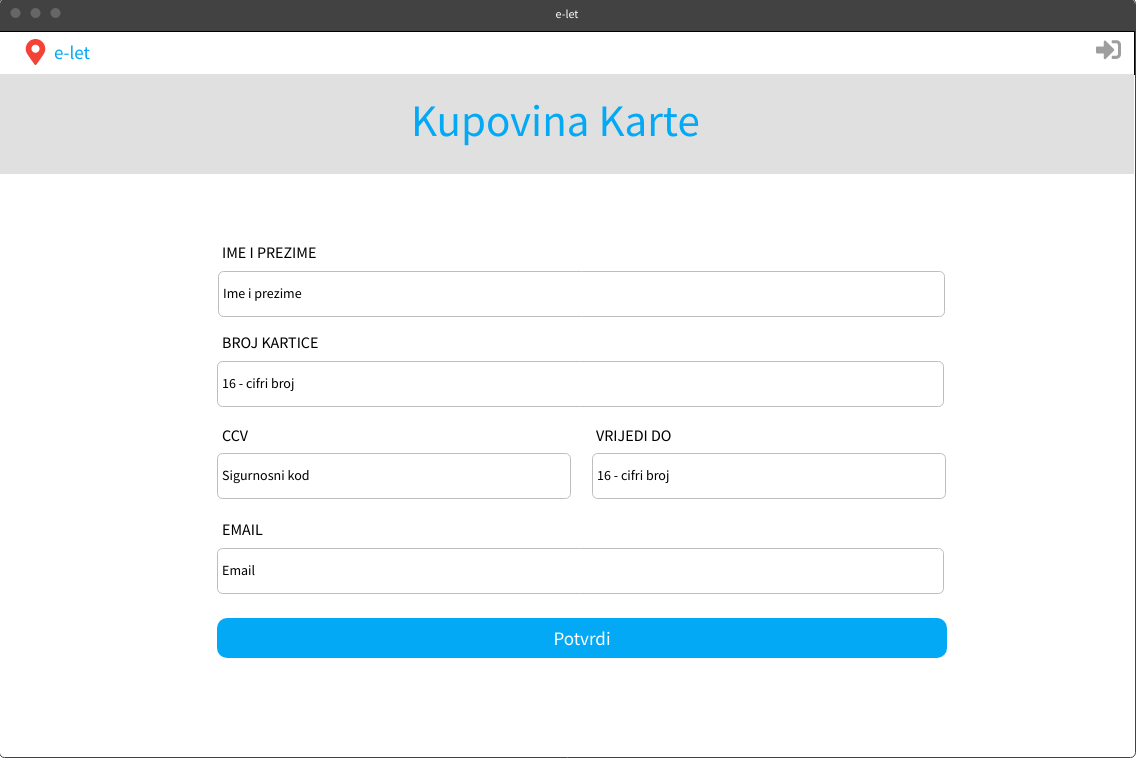 e-let
e-let
Kupovina Karte
IME I PREZIME
Ime i prezime
BROJ KARTICE
16 - cifri broj
CCV
VRIJEDI DO
Sigurnosni kod
16 - cifri broj
EMAIL
Email
Potvrdi